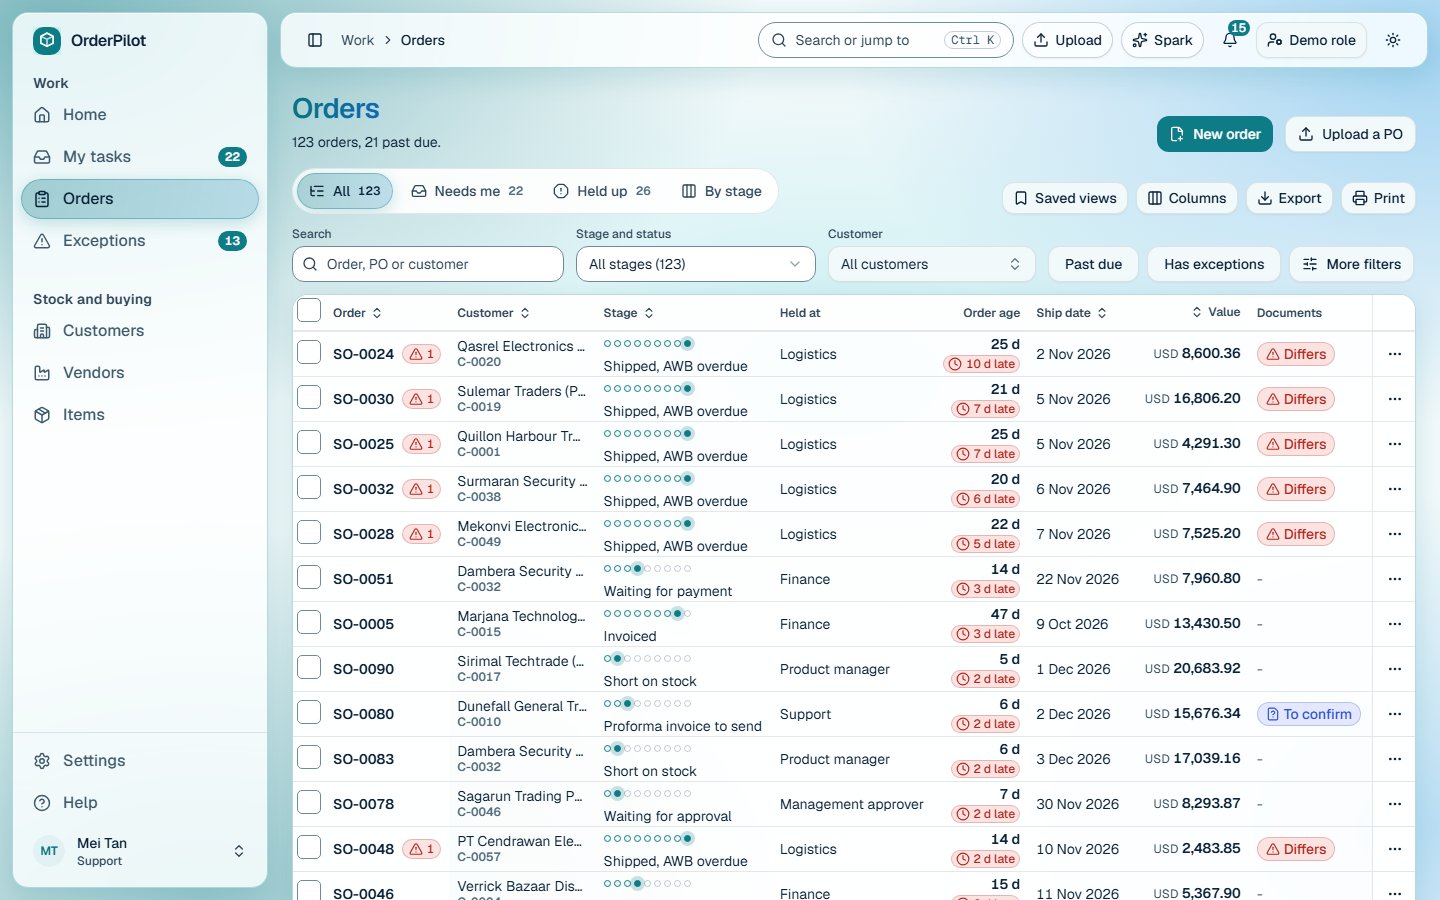 OrderPilot
Work
Home
My tasks 22
Orders
Exceptions 13
Stock and buying
Customers
Vendors
Items
Settings
Help
MT Mei Tan
Support
Work > Orders
Search or jump to Ctrl K
Upload
Spark
15
Demo role
Orders
123 orders, 21 past due.
New order
Upload a PO
All 123
Needs me 22
Held up 26
By stage
Saved views
Columns
Export
Print
Search
Order, PO or customer
Stage and status
All stages (123)
Customer
All customers
Past due
Has exceptions
More filters
Order Customer Stage Held at Order age Ship date Value Documents
SO-0024 1 Qasrel Electronics … Logistics 25 d 2 Nov 2026 USD 8,600.36 Differs
C-0020 Shipped, AWB overdue 10 d late
SO-0030 1 Sulemar Traders (P… Logistics 21 d 5 Nov 2026 USD 16,806.20 Differs
C-0019 Shipped, AWB overdue 7 d late
SO-0025 1 Quillon Harbour Tr… Logistics 25 d 5 Nov 2026 USD 4,291.30 Differs
C-0001 Shipped, AWB overdue 7 d late
SO-0032 1 Surmaran Security … Logistics 20 d 6 Nov 2026 USD 7,464.90 Differs
C-0038 Shipped, AWB overdue 6 d late
SO-0028 1 Mekonvi Electronic… Logistics 22 d 7 Nov 2026 USD 7,525.20 Differs
C-0049 Shipped, AWB overdue 5 d late
SO-0051 Dambera Security … Finance 14 d 22 Nov 2026 USD 7,960.80 -
C-0032 Waiting for payment 3 d late
SO-0005 Marjana Technolog… Finance 47 d 9 Oct 2026 USD 13,430.50 -
C-0015 Invoiced 3 d late
SO-0090 Sirimal Techtrade (… Product manager 5 d 1 Dec 2026 USD 20,683.92 -
C-0017 Short on stock 2 d late
SO-0080 Dunefall General Tr… Support 6 d 2 Dec 2026 USD 15,676.34 To confirm
C-0010 Proforma invoice to send 2 d late
SO-0083 Dambera Security … Product manager 6 d 3 Dec 2026 USD 17,039.16 -
C-0032 Short on stock 2 d late
SO-0078 Sagarun Trading P… Management approver 7 d 30 Nov 2026 USD 8,293.87 -
C-0046 Waiting for approval 2 d late
SO-0048 1 PT Cendrawan Ele… Logistics 14 d 10 Nov 2026 USD 2,483.85 Differs
C-0057 Shipped, AWB overdue 2 d late
SO-0046 Verrick Bazaar Dis… Finance 15 d 11 Nov 2026 USD 5,367.90 -